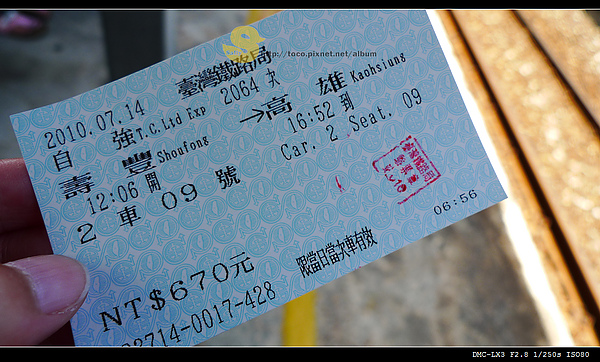 http://toco.pixnet.net/album
臺灣鐵路局
2010.07.14 2064 次
自 強 T.C.Ltd Exp
壽 豐 Shoufong →高 雄 Kaohsiung
12:06 開 16:52 到
2 車 09 號 Car. 2 Seat. 09
NT$670元 限當日當次車有效
2714-0017-428 06:56
DMC-LX3 F2.8 1/250s ISO80